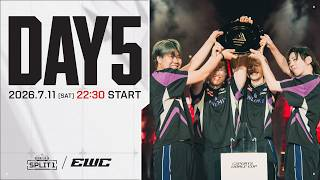 DAY5
2026.7.11 [SAT] 22:30 START
SPLIT1 / EWC
ESPORTS
WORLD CUP